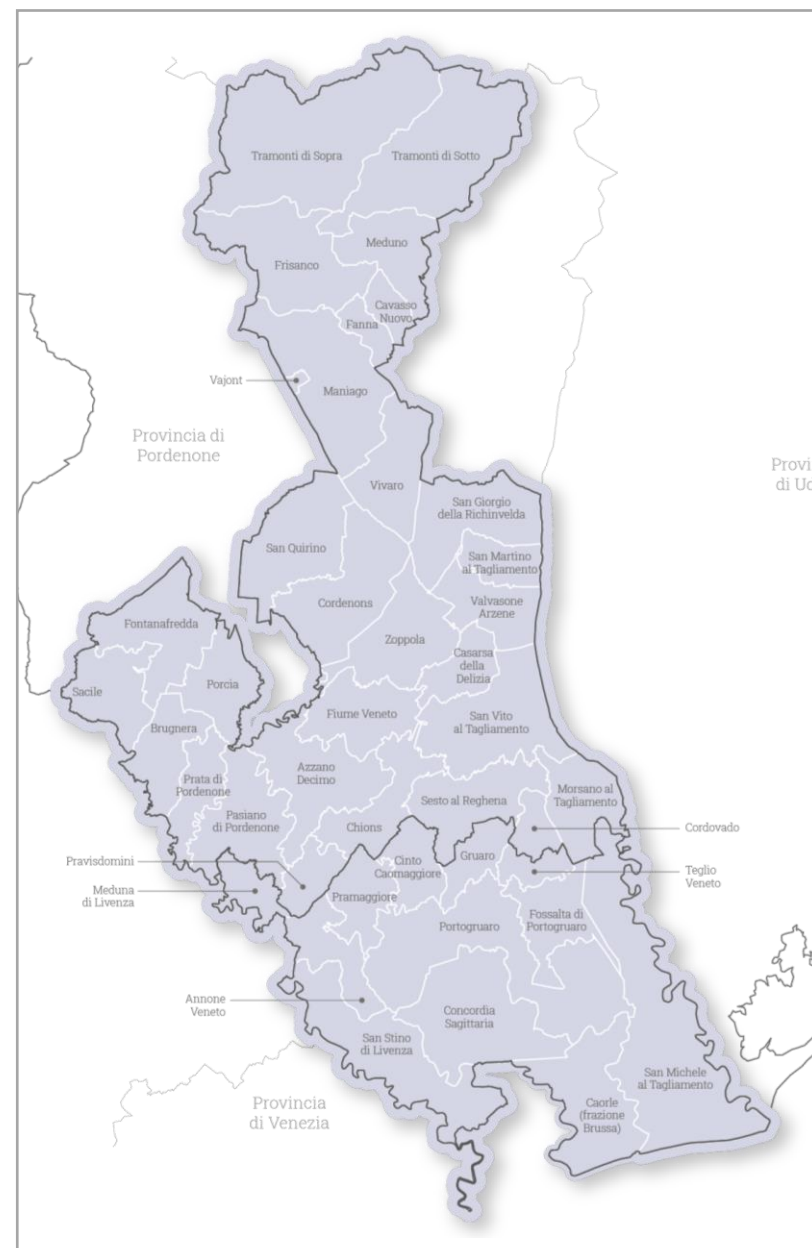 Tramonti di Sopra
Tramonti di Sotto
Meduno
Frisanco
Cavasso
Nuovo
Fanna
Vajont
Maniago
Provincia di
Pordenone
Provi
di Ud
Vivaro
San Giorgio
della Richinvelda
San Quirino
San Martino
al Tagliamento
Cordenons
Valvasone
Arzene
Fontanafredda
Zoppola
Casarsa
della
Delizia
Sacile
Porcia
Fiume Veneto
San Vito
al Tagliamento
Brugnera
Azzano
Decimo
Prata di
Pordenone
Morsano al
Tagliamento
Sesto al Reghena
Pasiano
di Pordenone
Chions
Cordovado
Pravisdomini
Cinto
Caomaggiore
Gruaro
Teglio
Veneto
Meduna
di Livenza
Pramaggiore
Portogruaro
Fossalta di
Portogruaro
Annone
Veneto
Concordia
Sagittaria
San Stino
di Livenza
San Michele
al Tagliamento
Provincia
di Venezia
Caorle
(frazione
Brussa)